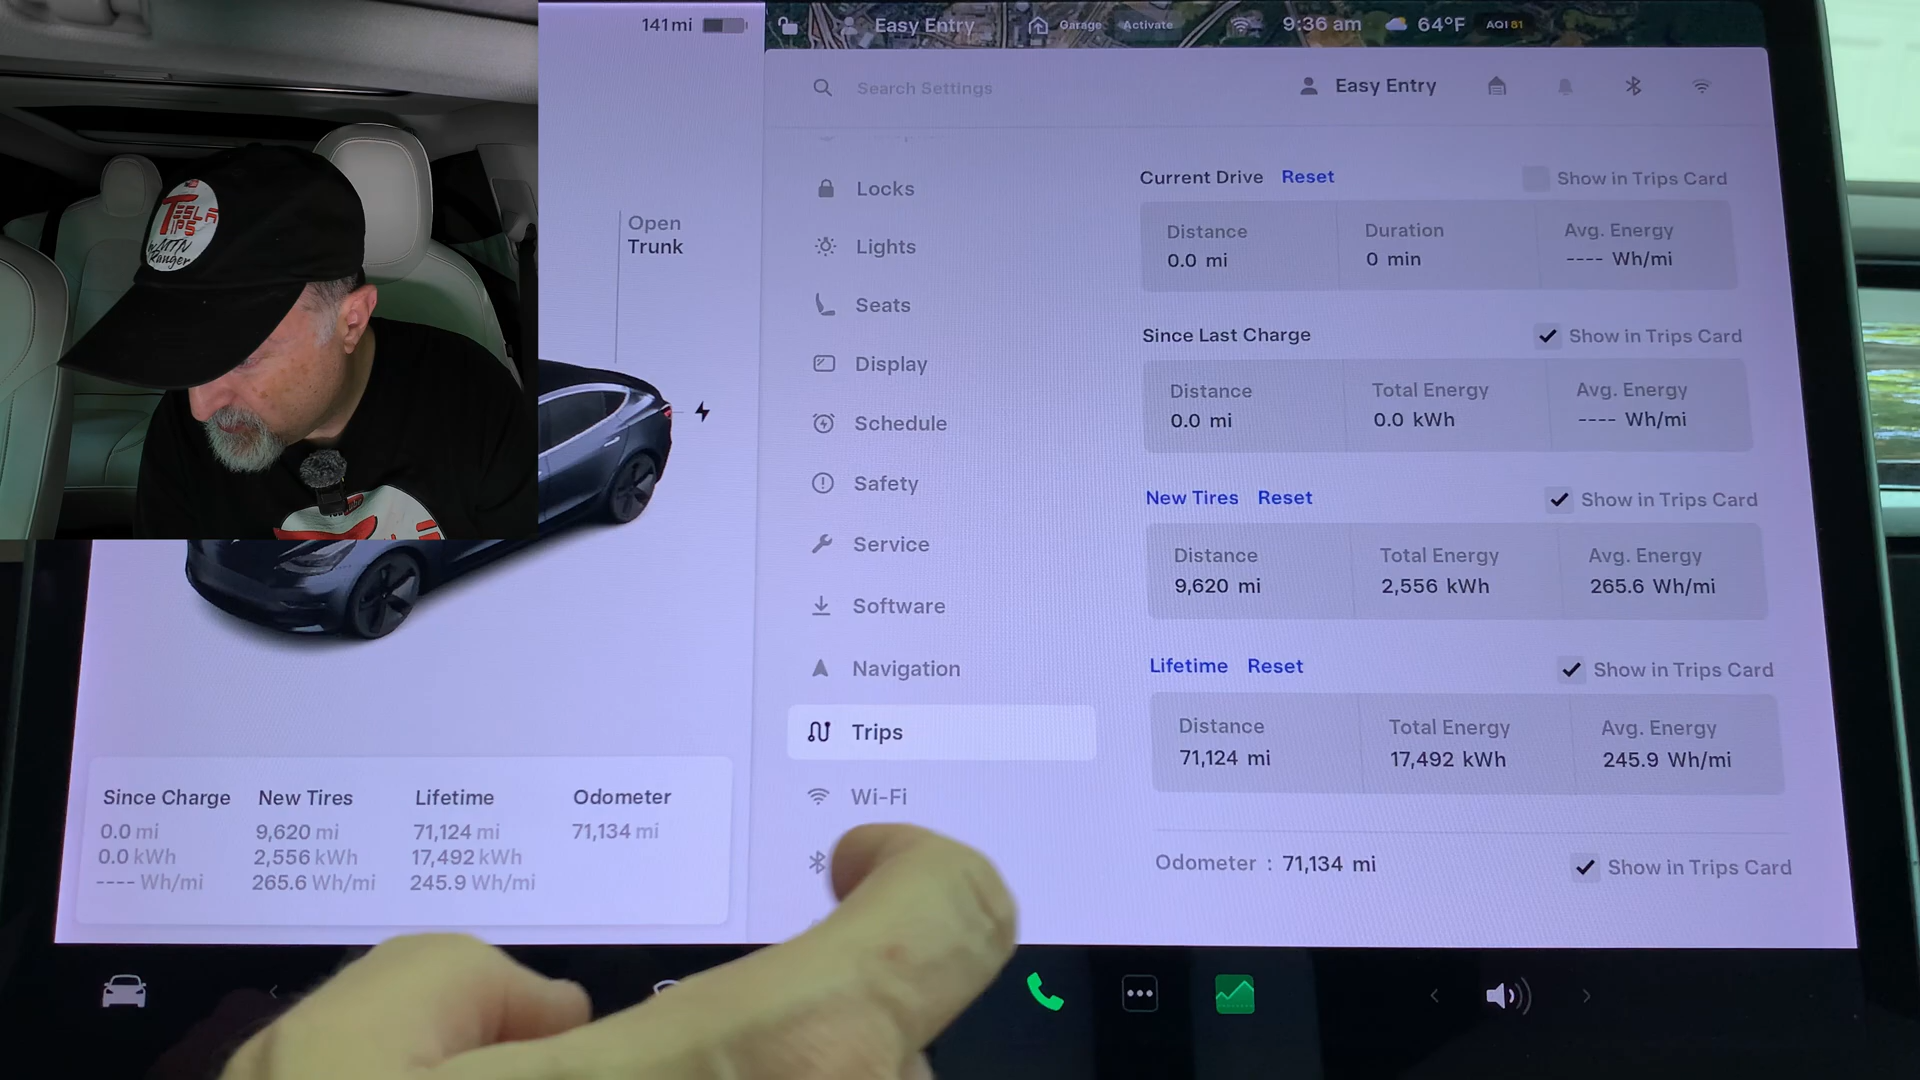 141 mi
Easy Entry
Garage
Activate
9:36 am
64°F
AQI 81
Search Settings
Easy Entry
TESLA
TIPS
by MTN
Ranger
Open
Trunk
Locks
Lights
Seats
Display
Schedule
Safety
Service
Software
Navigation
Trips
Wi-Fi
Current Drive Reset
Show in Trips Card
Distance Duration Avg. Energy
0.0 mi 0 min ---- Wh/mi
Since Last Charge
Show in Trips Card
Distance Total Energy Avg. Energy
0.0 mi 0.0 kWh ---- Wh/mi
New Tires Reset
Show in Trips Card
Distance Total Energy Avg. Energy
9,620 mi 2,556 kWh 265.6 Wh/mi
Lifetime Reset
Show in Trips Card
Distance Total Energy Avg. Energy
71,124 mi 17,492 kWh 245.9 Wh/mi
Odometer : 71,134 mi
Show in Trips Card
Since Charge New Tires Lifetime Odometer
0.0 mi 9,620 mi 71,124 mi 71,134 mi
0.0 kWh 2,556 kWh 17,492 kWh
---- Wh/mi 265.6 Wh/mi 245.9 Wh/mi